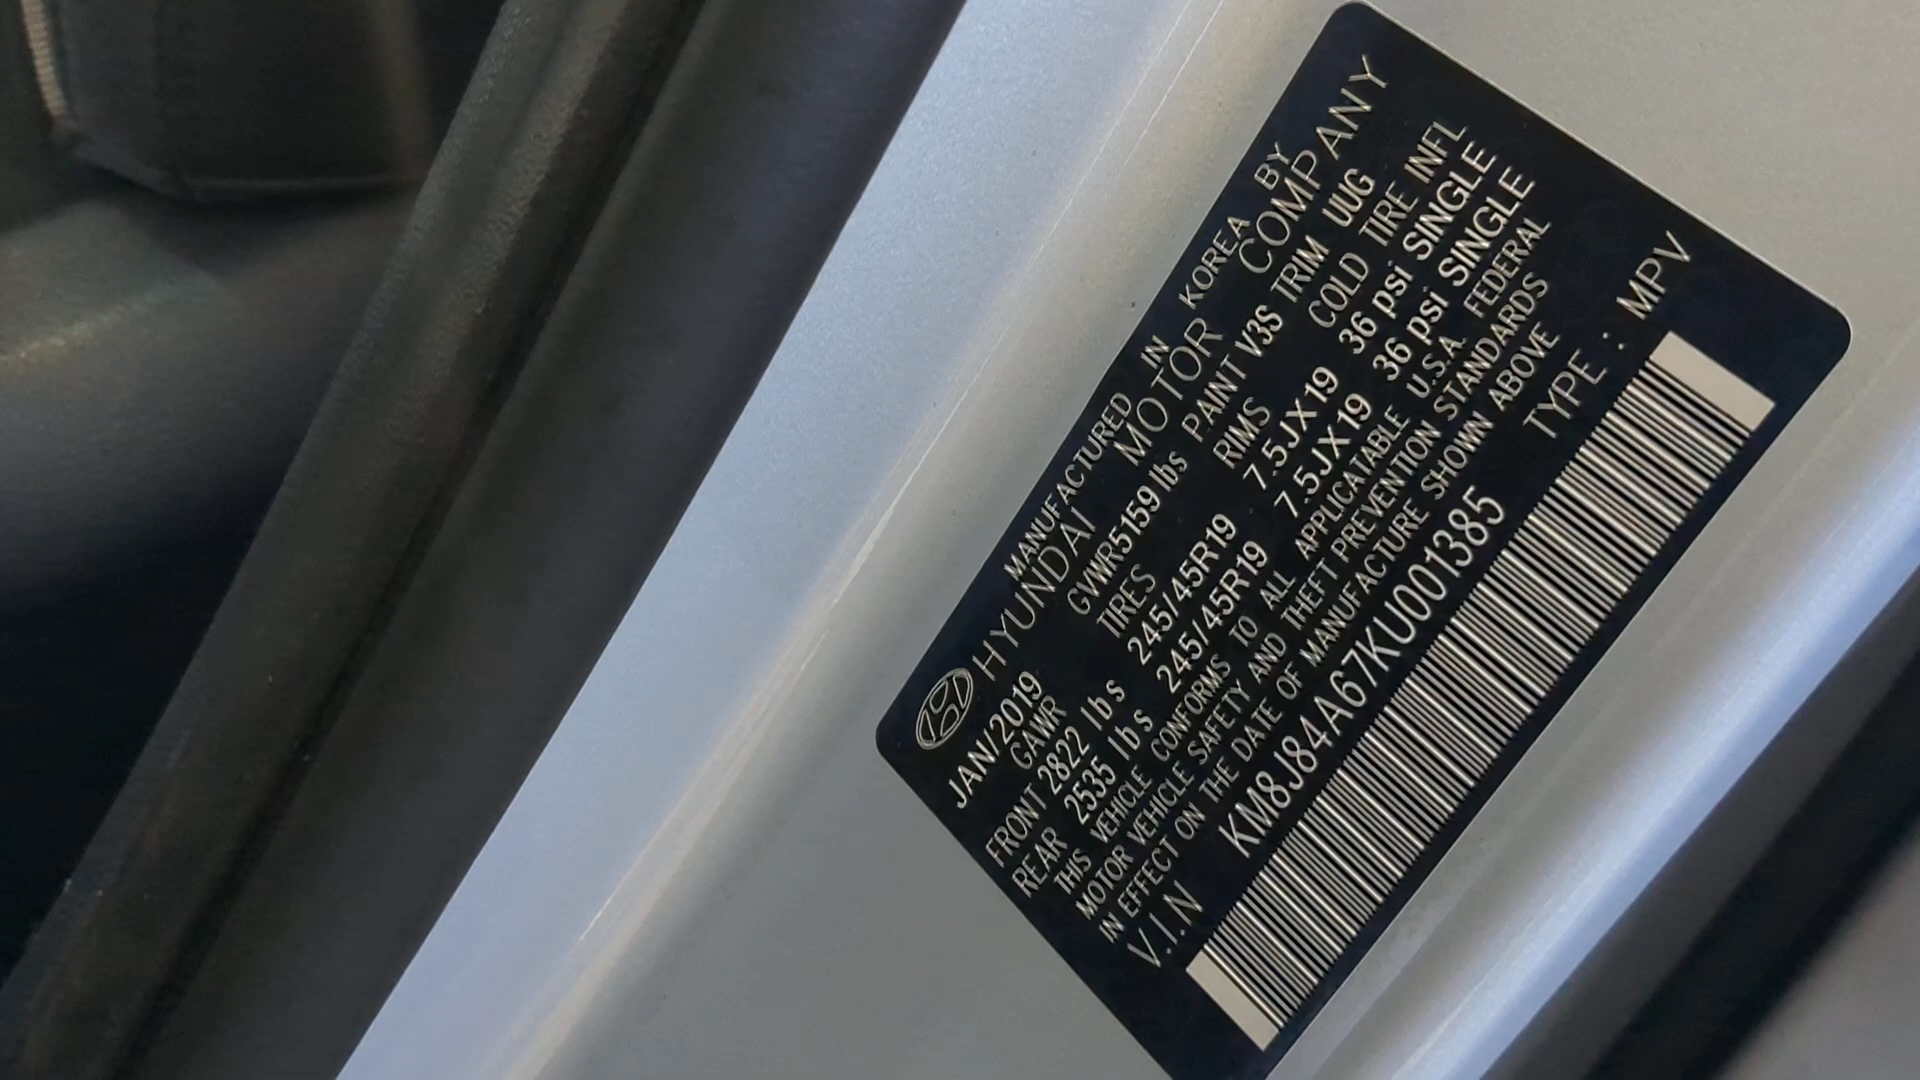 MANUFACTURED IN KOREA BY
HYUNDAI MOTOR COMPANY
JAN/2019 GVWR5159 lbs PAINT V3S TRIM UUG
GAWR TIRES RIMS COLD TIRE INFL
FRONT 2822 lbs 245/45R19 7.5JX19 36 psi SINGLE
REAR 2535 lbs 245/45R19 7.5JX19 36 psi SINGLE
THIS VEHICLE CONFORMS TO ALL APPLICATABLE U.S.A. FEDERAL
MOTOR VEHICLE SAFETY AND THEFT PREVENTION STANDARDS
IN EFFECT ON THE DATE OF MANUFACTURE SHOWN ABOVE
V.I.N KM8J84A67KU001385 TYPE : MPV